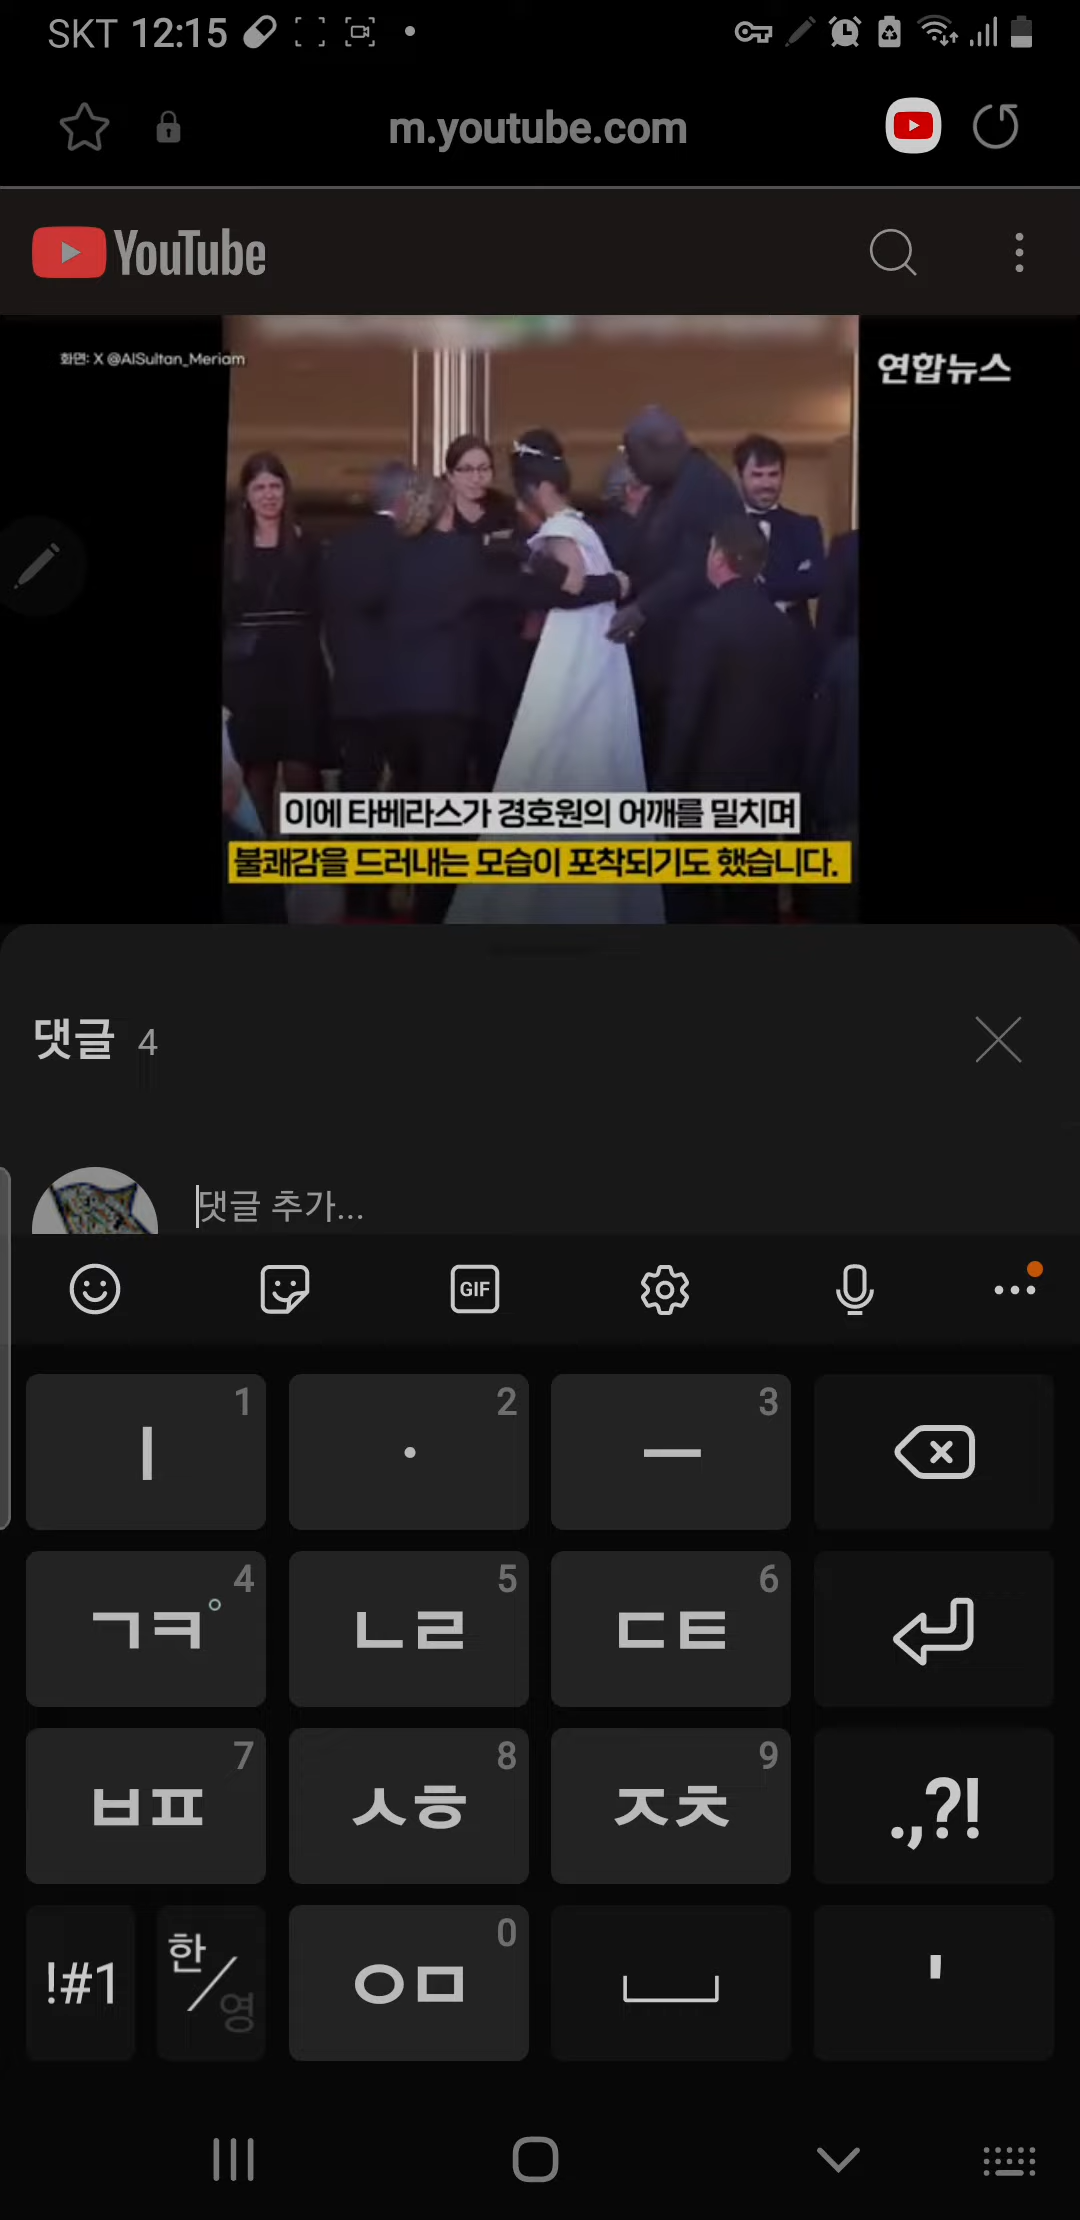 SKT 12:15
m.youtube.com
YouTube
화면: X @AlSultan_Meriam
연합뉴스
이에 타베라스가 경호원의 어깨를 밀치며
불쾌감을 드러내는 모습이 포착되기도 했습니다.
댓글 4
댓글 추가...
GIF
ㅣ 1 · 2 ㅡ 3
ㄱㅋ 4 ㄴㄹ 5 ㄷㅌ 6
ㅂㅍ 7 ㅅㅎ 8 ㅈㅊ 9 .,?!
!#1 한/영 ㅇㅁ 0 '